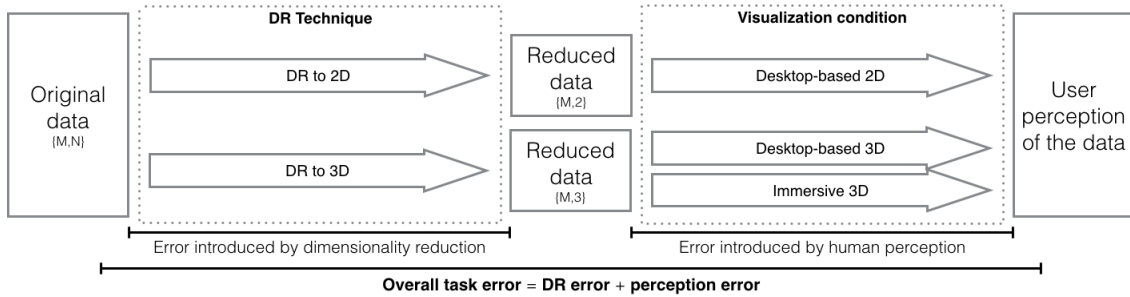 DR Technique
Visualization condition
Original
data
{M,N}
DR to 2D
DR to 3D
Reduced
data
{M,2}
Reduced
data
{M,3}
Desktop-based 2D
Desktop-based 3D
Immersive 3D
User
perception
of the data
Error introduced by dimensionality reduction
Error introduced by human perception
Overall task error = DR error + perception error